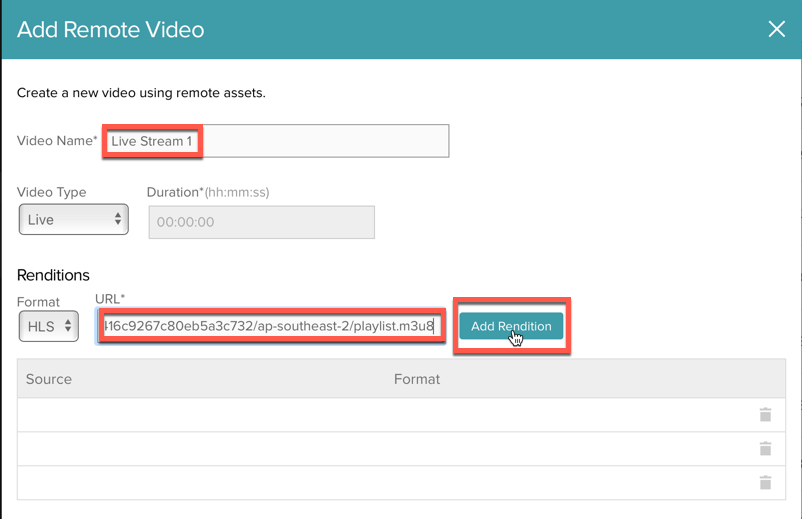 Add Remote Video
Create a new video using remote assets.
Video Name* Live Stream 1
Video Type Duration*(hh:mm:ss)
Live 00:00:00
Renditions
Format URL*
HLS 416c9267c80eb5a3c732/ap-southeast-2/playlist.m3u8 Add Rendition
Source Format